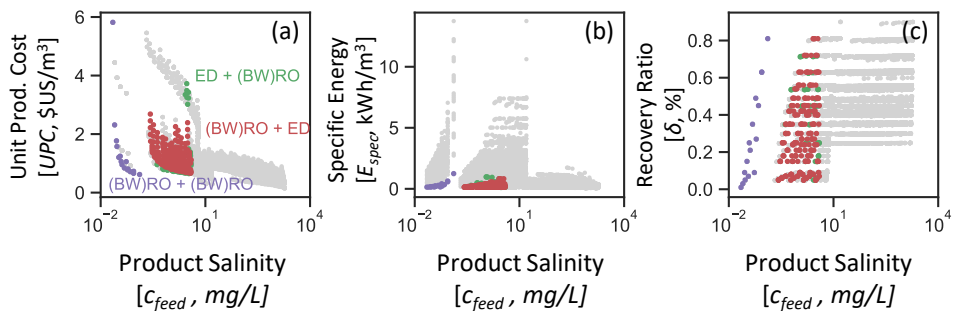 Unit Prod. Cost
[UPC, $US/m³]
6
4
2
0
(a)
ED + (BW)RO
(BW)RO + ED
(BW)RO + (BW)RO
10⁻²
10¹
10⁴
Product Salinity
[c_feed , mg/L]
Specific Energy
[E_spec, kWh/m³]
10
5
0
(b)
10⁻²
10¹
10⁴
Product Salinity
[c_feed , mg/L]
Recovery Ratio
[δ, %]
0.8
0.6
0.4
0.2
0.0
(c)
10⁻²
10¹
10⁴
Product Salinity
[c_feed , mg/L]